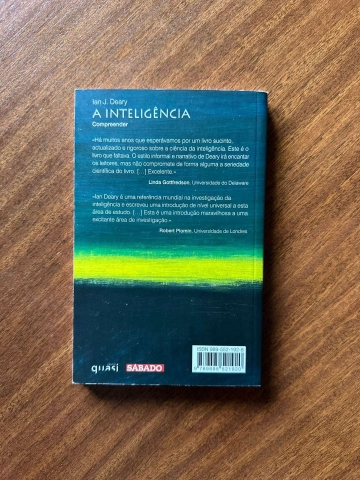 Ian J. Deary
A INTELIGÊNCIA
Compreender
«Há muitos anos que esperávamos por um livro sucinto,
actualizado e rigoroso sobre a ciência da inteligência. Este é o
livro que faltava. O estilo informal e narrativo de Deary irá encantar
os leitores, mas não compromete de forma alguma a seriedade
científica do livro. [...] Excelente.»
Linda Gottfredson, Universidade do Delaware
«Ian Deary é uma referência mundial na investigação da
inteligência e escreveu uma introdução de nível universal a esta
área de estudo. [...] Esta é uma introdução maravilhosa a uma
excitante área de investigação.»
Robert Plomin, Universidade de Londres
quasi
SÁBADO